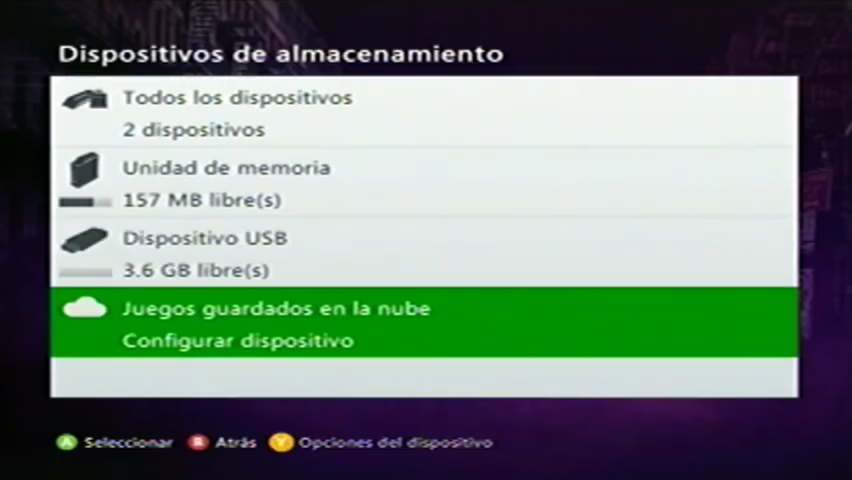 Dispositivos de almacenamiento
Todos los dispositivos
2 dispositivos
Unidad de memoria
157 MB libre(s)
Dispositivo USB
3.6 GB libre(s)
Juegos guardados en la nube
Configurar dispositivo
A Seleccionar B Atrás Y Opciones del dispositivo